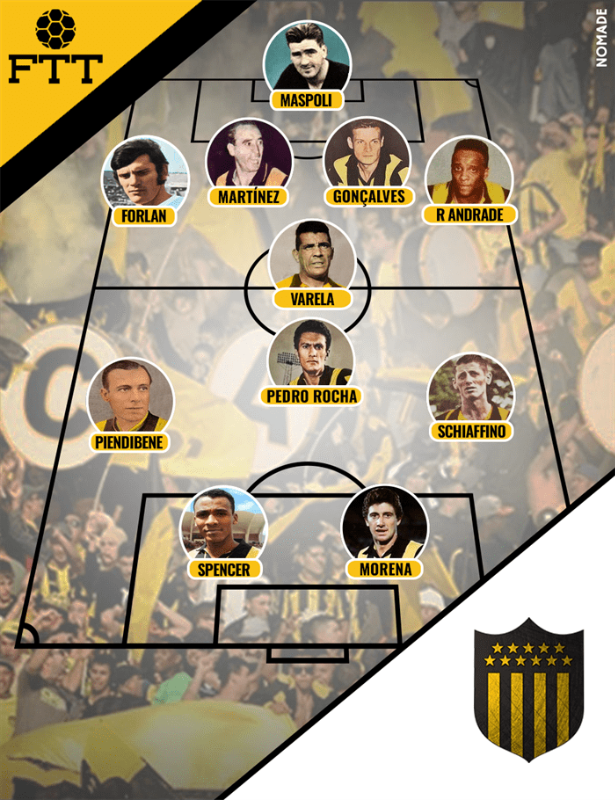 FTT
NOMADE
MASPOLI
FORLAN
MARTÍNEZ
GONÇALVES
R ANDRADE
VARELA
PEDRO ROCHA
PIENDIBENE
SCHIAFFINO
SPENCER
MORENA